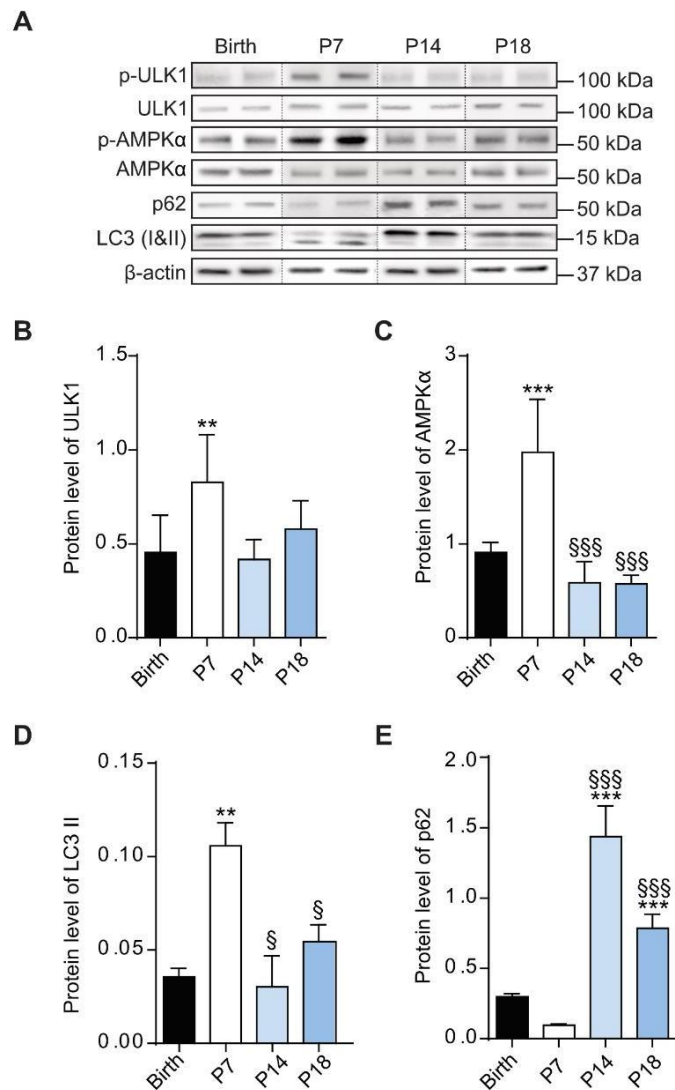 A
Birth P7 P14 P18
p-ULK1 100 kDa
ULK1 100 kDa
p-AMPKα 50 kDa
AMPKα 50 kDa
p62 50 kDa
LC3 (I&II) 15 kDa
β-actin 37 kDa
B
Protein level of ULK1
1.5
1.0
0.5
0.0
**
Birth P7 P14 P18
C
Protein level of AMPKα
3
2
1
0
***
§§§ §§§
Birth P7 P14 P18
D
Protein level of LC3 II
0.15
0.10
0.05
0.00
**
§ §
Birth P7 P14 P18
E
Protein level of p62
2.0
1.5
1.0
0.5
0.0
§§§
***
§§§
***
Birth P7 P14 P18